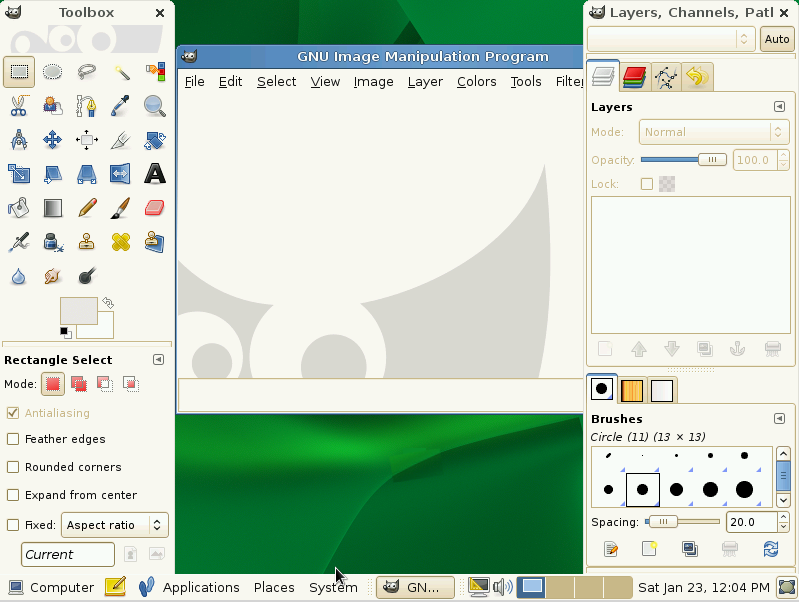 Toolbox
Layers, Channels, Patl
GNU Image Manipulation Program
Auto
File Edit Select View Image Layer Colors Tools Filte
Layers
Mode: Normal
Opacity: 100.0
Lock:
A
Rectangle Select
Mode:
Antialiasing
Feather edges
Rounded corners
Expand from center
Fixed: Aspect ratio
Current
Brushes
Circle (11) (13 × 13)
Spacing: 20.0
Computer Applications Places System GN... Sat Jan 23, 12:04 PM